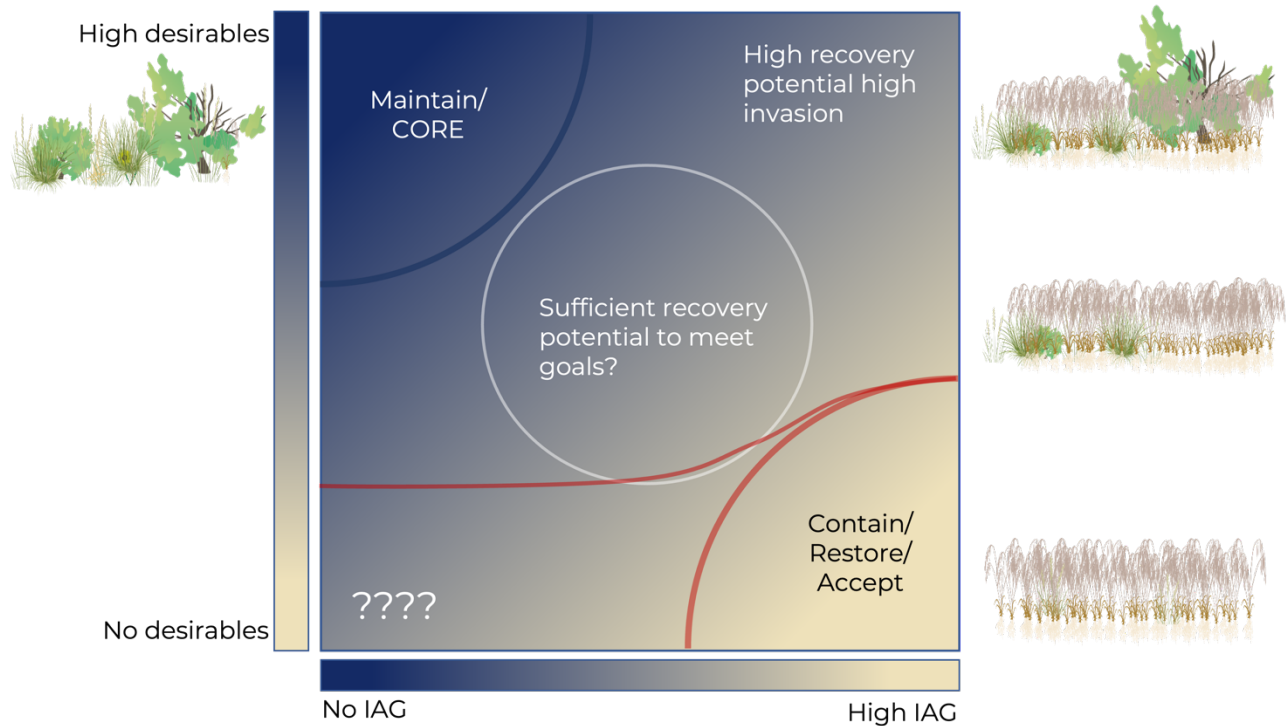 High desirables
Maintain/
CORE
High recovery
potential high
invasion
Sufficient recovery
potential to meet
goals?
Contain/
Restore/
Accept
????
No desirables
No IAG
High IAG